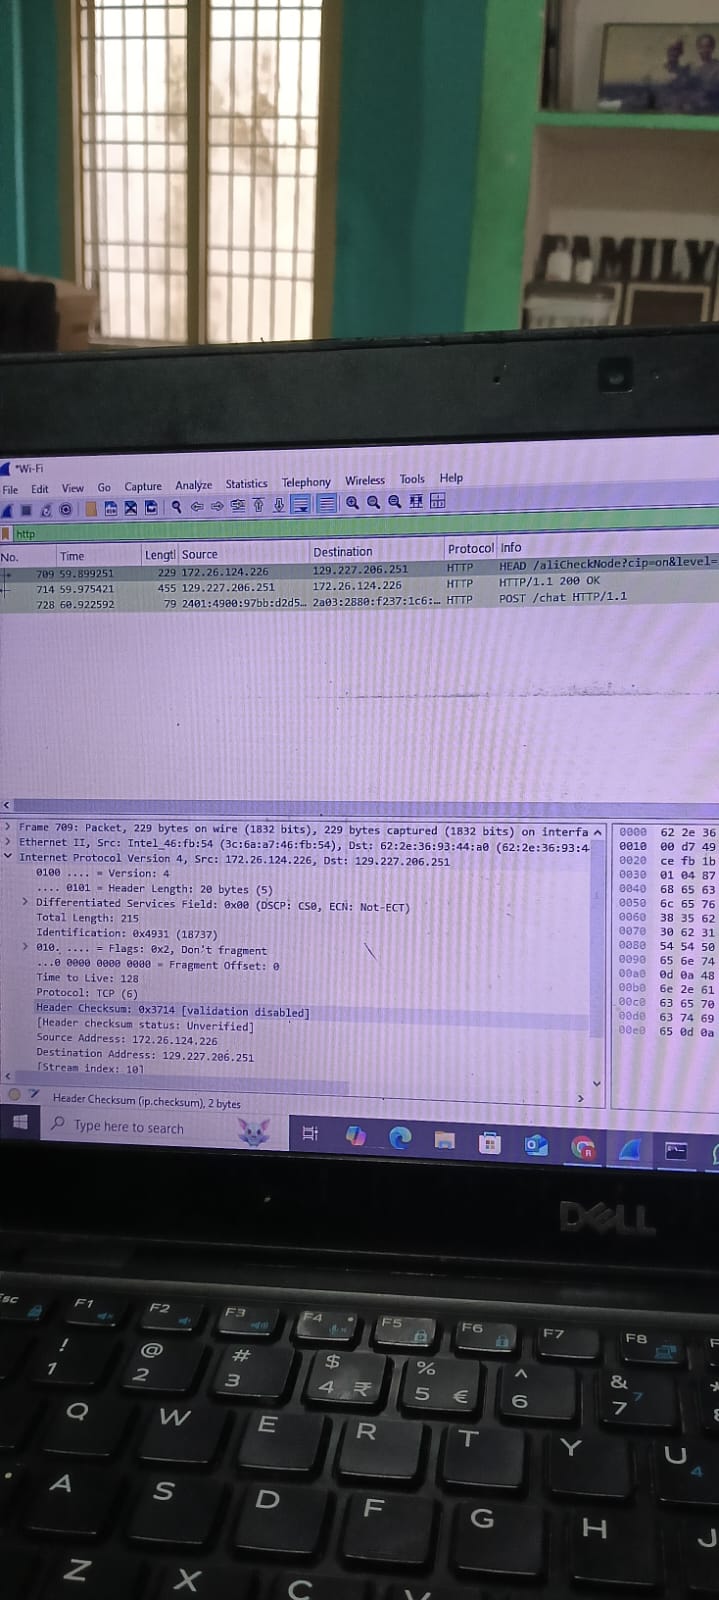 FAMILY
*Wi-Fi
File Edit View Go Capture Analyze Statistics Telephony Wireless Tools Help
http
No. Time Lengtl Source Destination Protocol Info
709 59.899251 229 172.26.124.226 129.227.206.251 HTTP HEAD /aliCheckNode?cip=on&level=
714 59.975421 455 129.227.206.251 172.26.124.226 HTTP HTTP/1.1 200 OK
728 60.922592 79 2401:4900:97bb:d2d5… 2a03:2880:f237:1c6:… HTTP POST /chat HTTP/1.1
Frame 709: Packet, 229 bytes on wire (1832 bits), 229 bytes captured (1832 bits) on interfa
Ethernet II, Src: Intel_46:fb:54 (3c:6a:a7:46:fb:54), Dst: 62:2e:36:93:44:a0 (62:2e:36:93:4
Internet Protocol Version 4, Src: 172.26.124.226, Dst: 129.227.206.251
0100 .... = Version: 4
.... 0101 = Header Length: 20 bytes (5)
Differentiated Services Field: 0x00 (DSCP: CS0, ECN: Not-ECT)
Total Length: 215
Identification: 0x4931 (18737)
010. .... = Flags: 0x2, Don't fragment
...0 0000 0000 0000 = Fragment Offset: 0
Time to Live: 128
Protocol: TCP (6)
Header Checksum: 0x3714 [validation disabled]
[Header checksum status: Unverified]
Source Address: 172.26.124.226
Destination Address: 129.227.206.251
[Stream index: 10]
0000 62 2e 36
0010 00 d7 49
0020 ce fb 1b
0030 01 04 87
0040 68 65 63
0050 6c 65 76
0060 38 35 62
0070 30 62 31
0080 54 54 50
0090 65 6e 74
00a0 0d 0a 48
00b0 6e 2e 61
00c0 63 65 70
00d0 63 74 69
00e0 65 0d 0a
Header Checksum (ip.checksum), 2 bytes
Type here to search
DELL
sc F1 F2 F3 F4 F5 F6 F7 F8 F
! @ # $ % ^ & *
1 2 3 4 ₹ 5 € 6 7 7 8
Q W E R T Y U 4
A S D F G H J
Z X C V